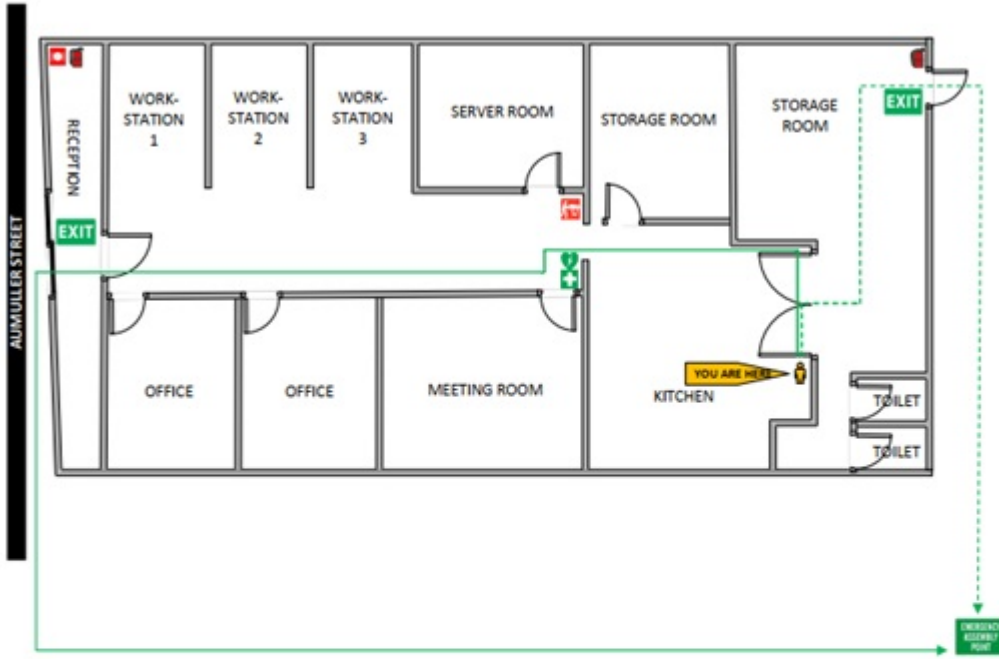 WORK-
STATION
1
WORK-
STATION
2
WORK-
STATION
3
SERVER ROOM
STORAGE ROOM
STORAGE
ROOM
EXIT
RECEPTION
EXIT
AUMULLER STREET
OFFICE
OFFICE
MEETING ROOM
YOU ARE HERE
KITCHEN
TOILET
TOILET
EMERGENCY
ASSEMBLY
POINT